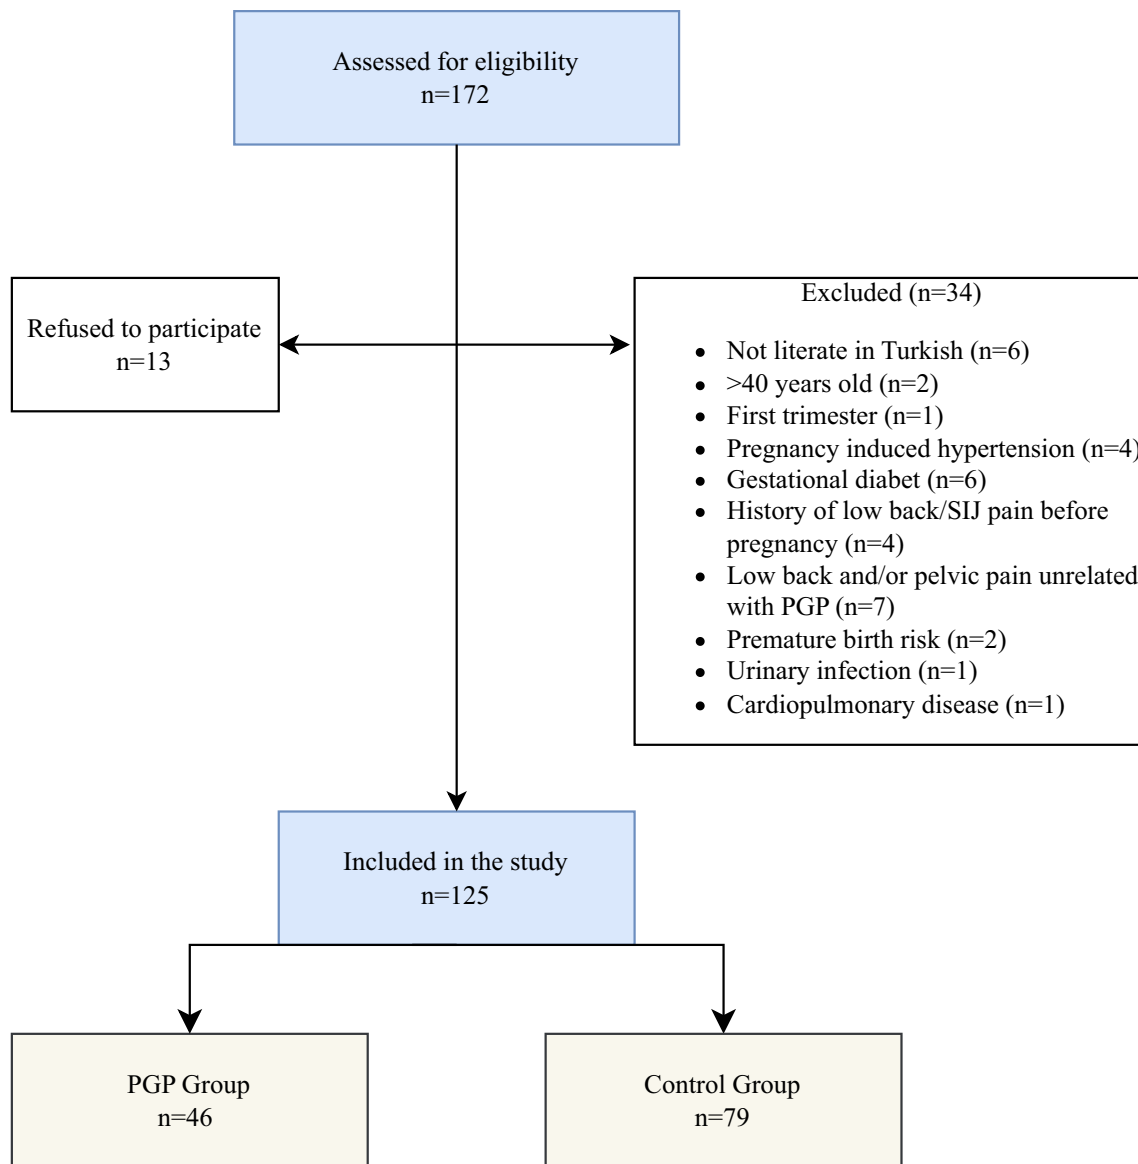 Assessed for eligibility
n=172
Refused to participate
n=13
Excluded (n=34)
• Not literate in Turkish (n=6)
• >40 years old (n=2)
• First trimester (n=1)
• Pregnancy induced hypertension (n=4)
• Gestational diabet (n=6)
• History of low back/SIJ pain before
pregnancy (n=4)
• Low back and/or pelvic pain unrelated
with PGP (n=7)
• Premature birth risk (n=2)
• Urinary infection (n=1)
• Cardiopulmonary disease (n=1)
Included in the study
n=125
PGP Group
n=46
Control Group
n=79